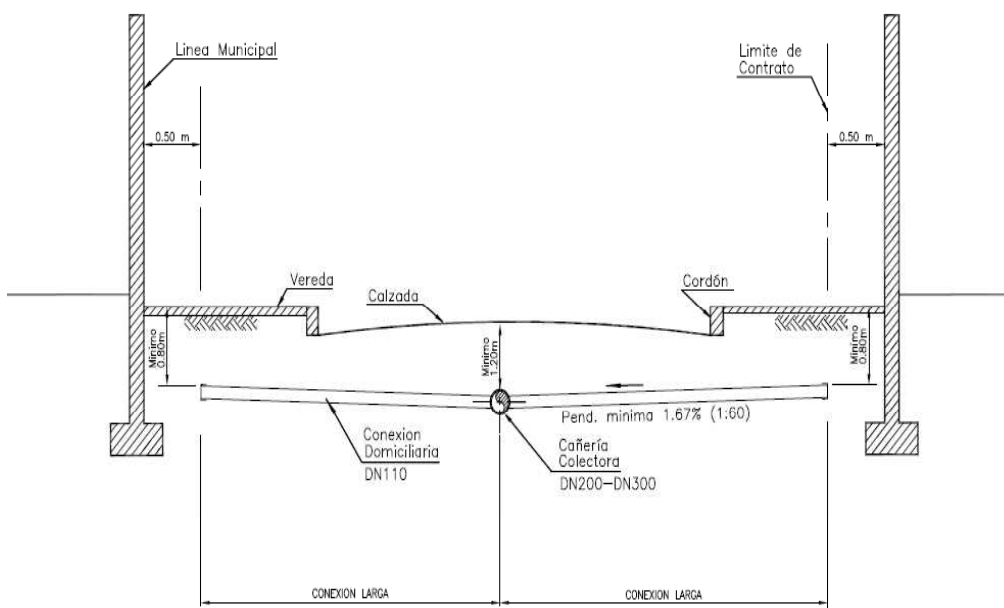 Linea Municipal
Limite de
Contrato
0.50 m
0.50 m
Vereda
Calzada
Cordón
Minimo
0.80m
Minimo
1.20m
Minimo
0.80m
Pend. minima 1.67% (1:60)
Conexion
Domiciliaria
DN110
Cañería
Colectora
DN200-DN300
CONEXION LARGA
CONEXION LARGA